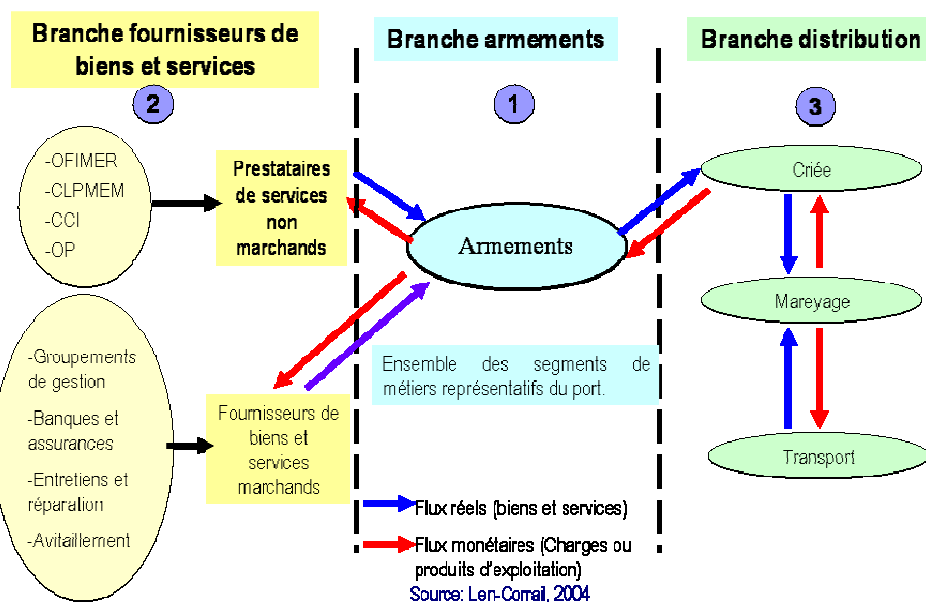 Branche fournisseurs de
biens et services
2
Branche armements
1
Branche distribution
3
-OFIMER
-CLPMEM
-CCI
-OP
Prestataires
de services
non
marchands
Armements
Criée
Mareyage
Transport
-Groupements
de gestion
-Banques et
assurances
-Entretiens et
réparation
-Avitaillement
Fournisseurs de
biens et
services
marchands
Ensemble des segments de
métiers représentatifs du port.
Flux réels (biens et services)
Flux monétaires (Charges ou
produits d'exploitation)
Source: Len-Corrail, 2004